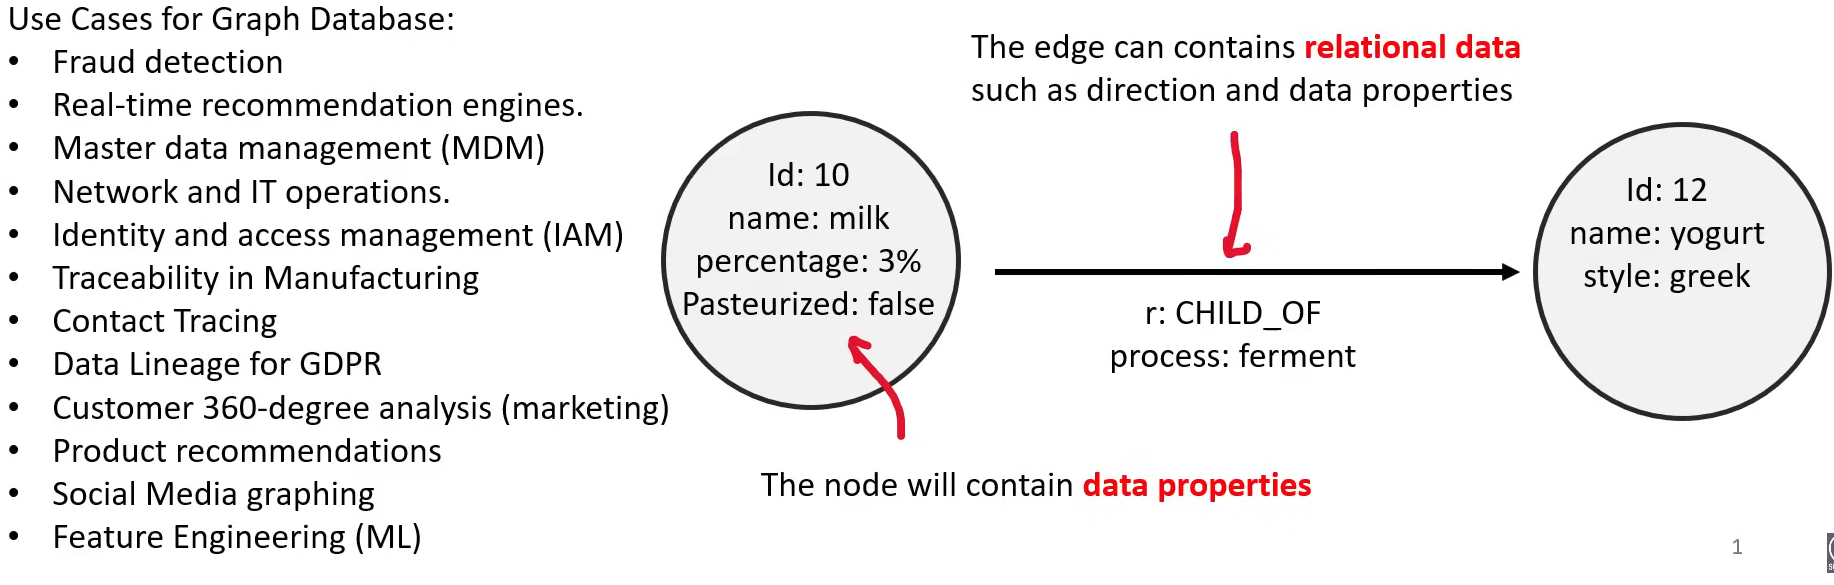 Use Cases for Graph Database:
• Fraud detection
• Real-time recommendation engines.
• Master data management (MDM)
• Network and IT operations.
• Identity and access management (IAM)
• Traceability in Manufacturing
• Contact Tracing
• Data Lineage for GDPR
• Customer 360-degree analysis (marketing)
• Product recommendations
• Social Media graphing
• Feature Engineering (ML)
The edge can contains relational data
such as direction and data properties
Id: 10
name: milk
percentage: 3%
Pasteurized: false
r: CHILD_OF
process: ferment
Id: 12
name: yogurt
style: greek
The node will contain data properties
1